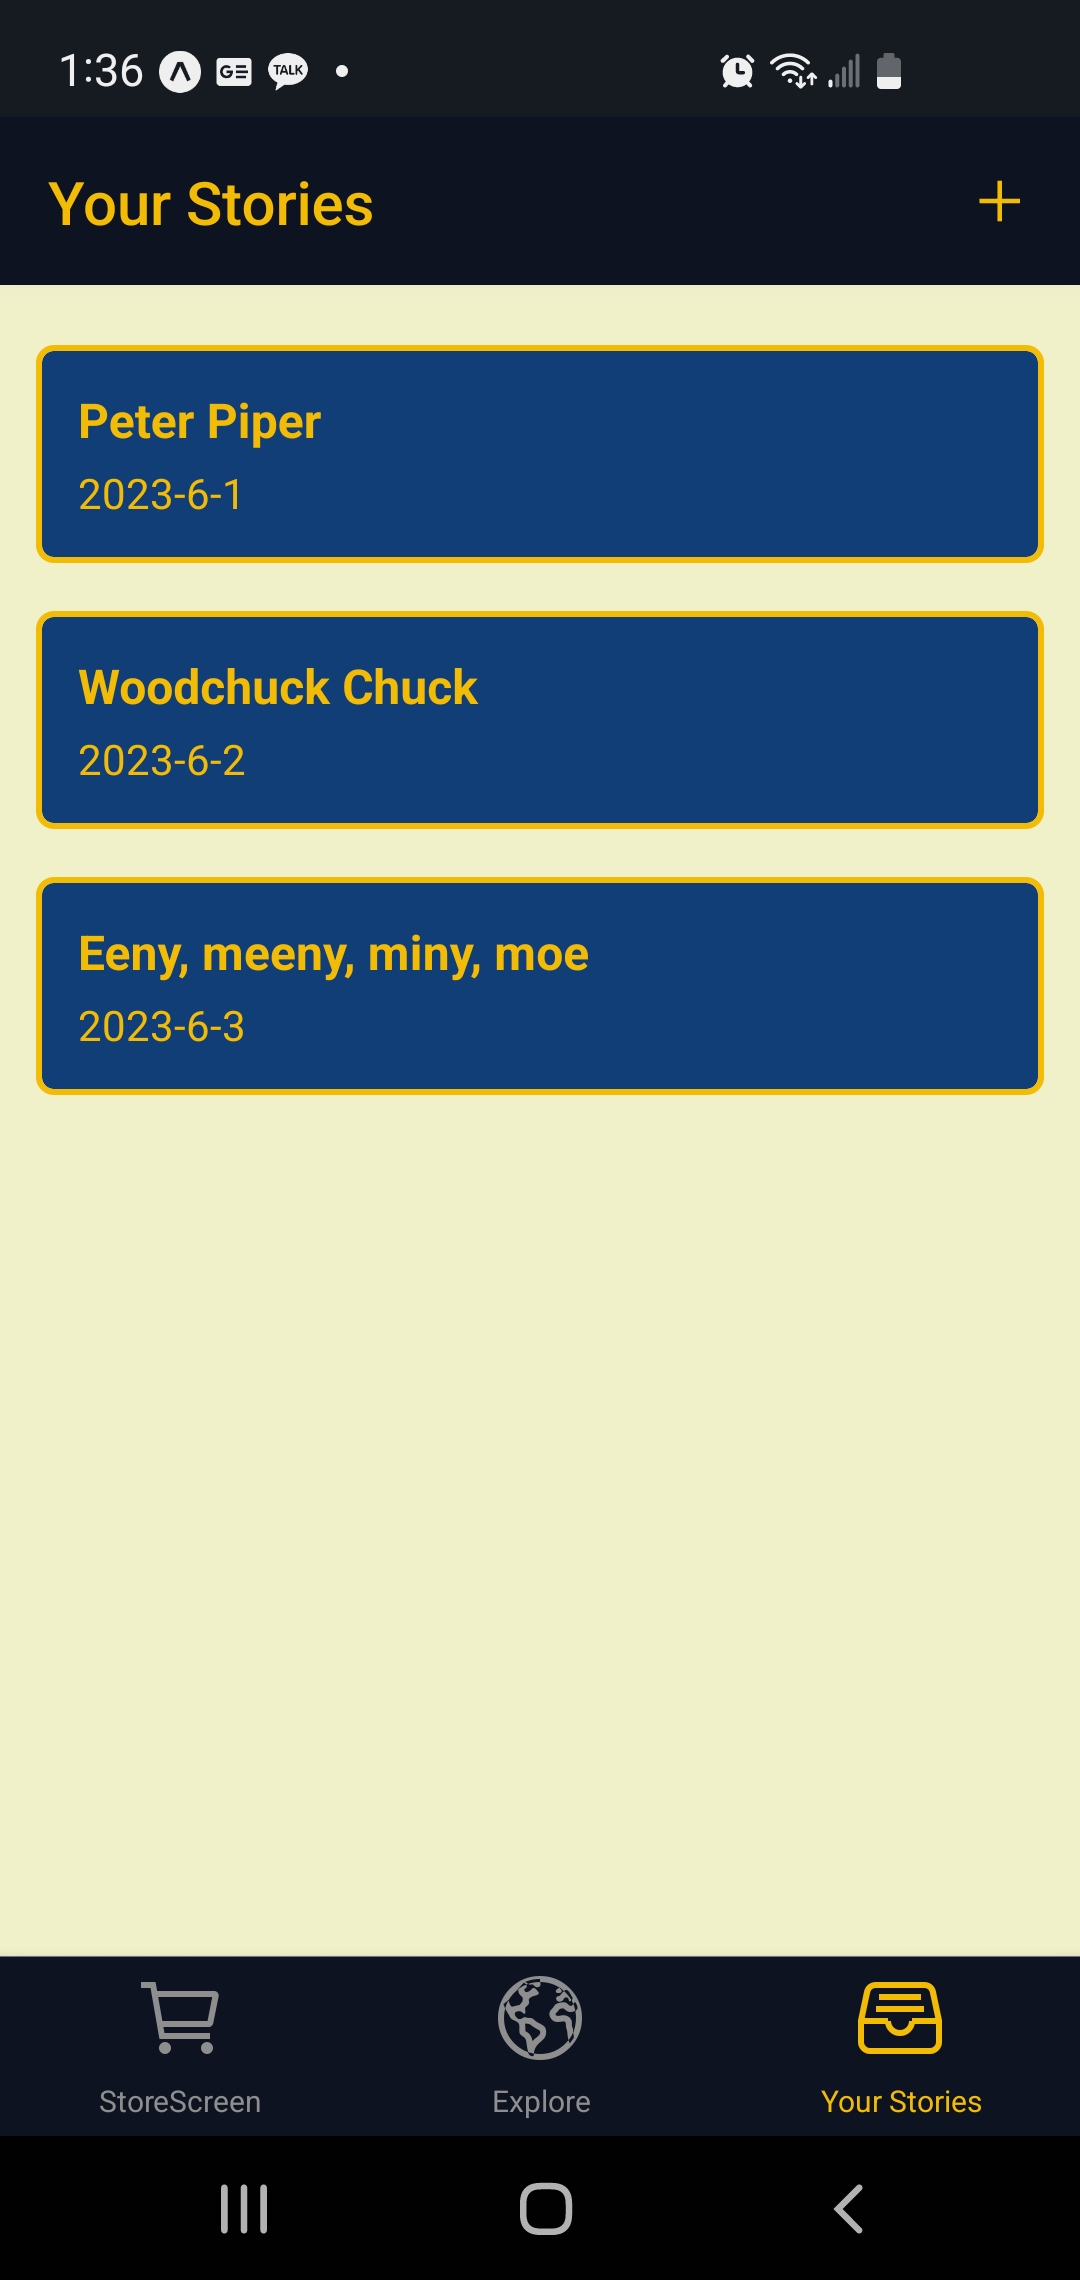 1:36 GE TALK
Your Stories
Peter Piper
2023-6-1
Woodchuck Chuck
2023-6-2
Eeny, meeny, miny, moe
2023-6-3
StoreScreen Explore Your Stories